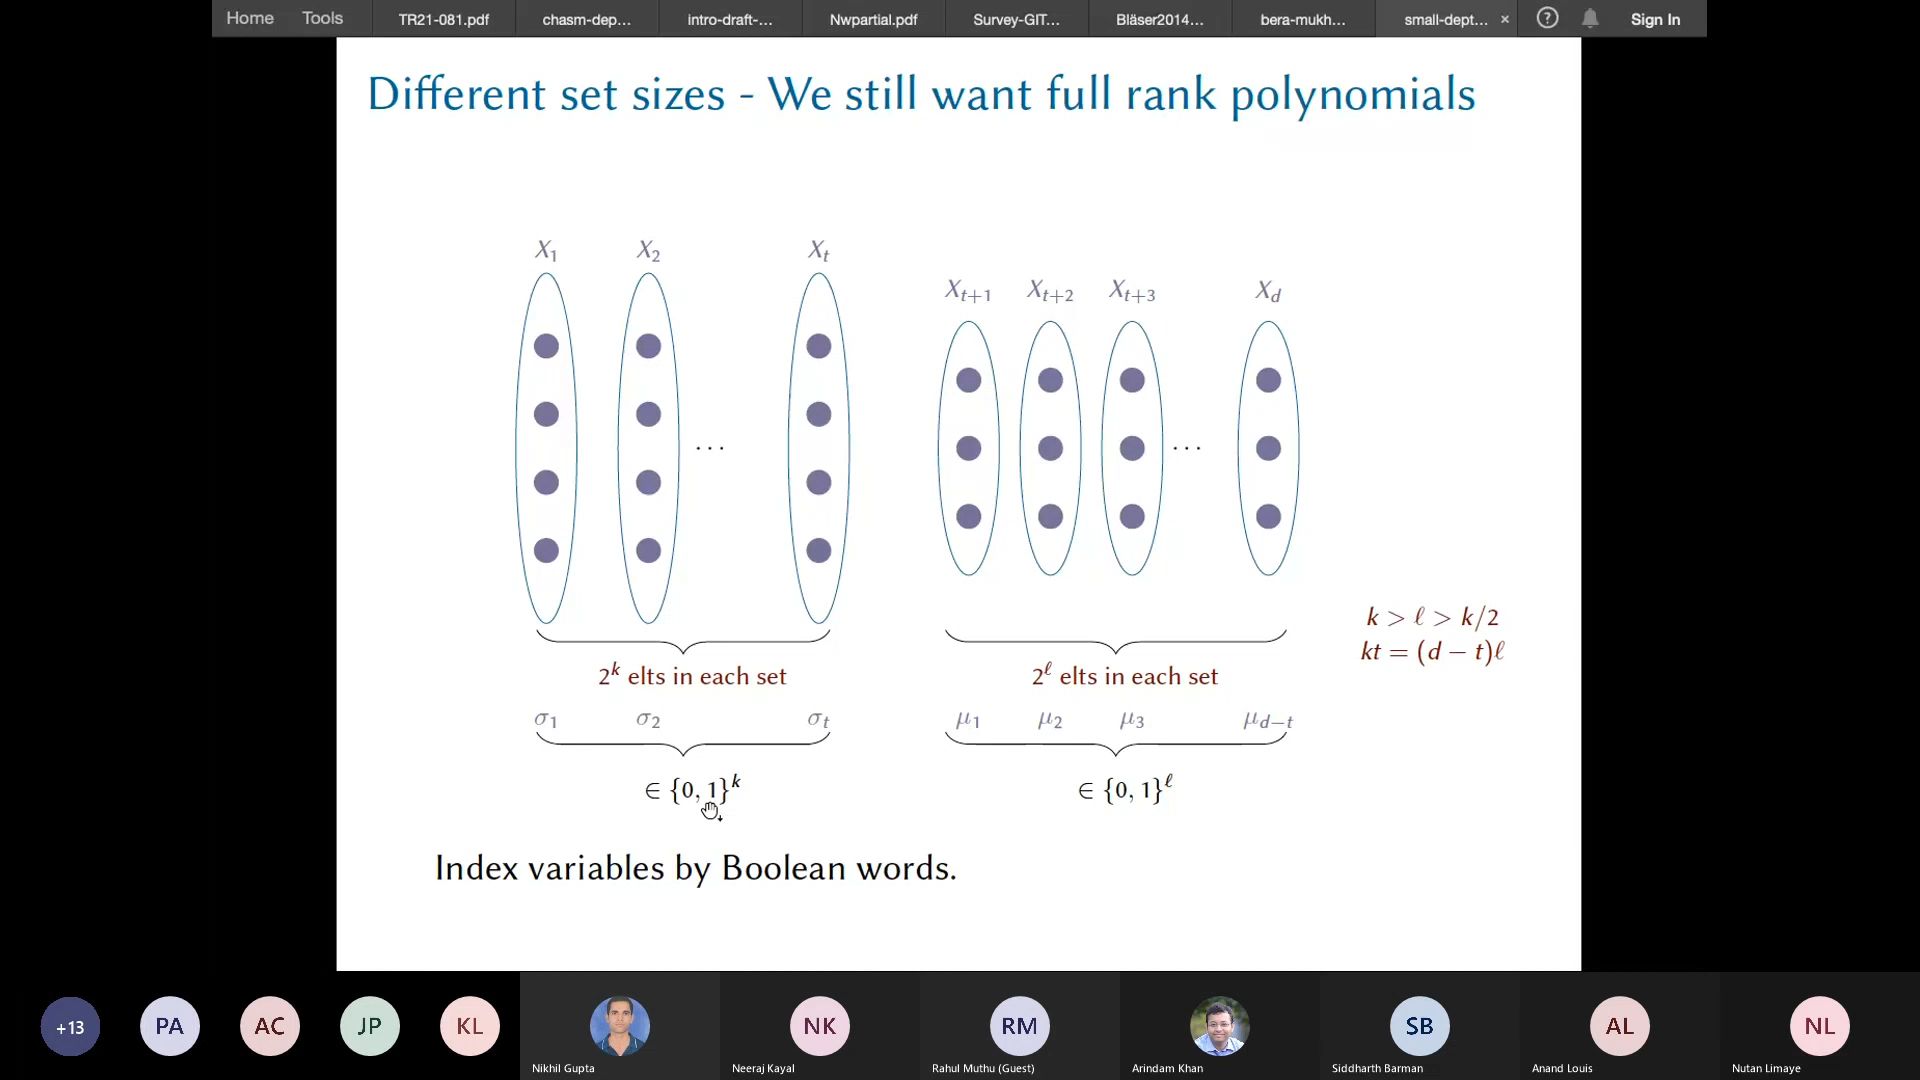 Home Tools TR21-081.pdf chasm-dep... intro-draft-... Nwpartial.pdf Survey-GIT... Bläser2014... bera-mukh... small-dept... × ? Sign In
Different set sizes - We still want full rank polynomials
X₁ X₂ Xₜ
Xₜ₊₁ Xₜ₊₂ Xₜ₊₃ X_d
··· ···
k > ℓ > k/2
kt = (d − t)ℓ
2ᵏ elts in each set 2^ℓ elts in each set
σ₁ σ₂ σₜ μ₁ μ₂ μ₃ μ_{d−t}
∈ {0, 1}ᵏ ∈ {0, 1}^ℓ
Index variables by Boolean words.
+13 PA AC JP KL NK RM SB AL NL
Nikhil Gupta Neeraj Kayal Rahul Muthu (Guest) Arindam Khan Siddharth Barman Anand Louis Nutan Limaye